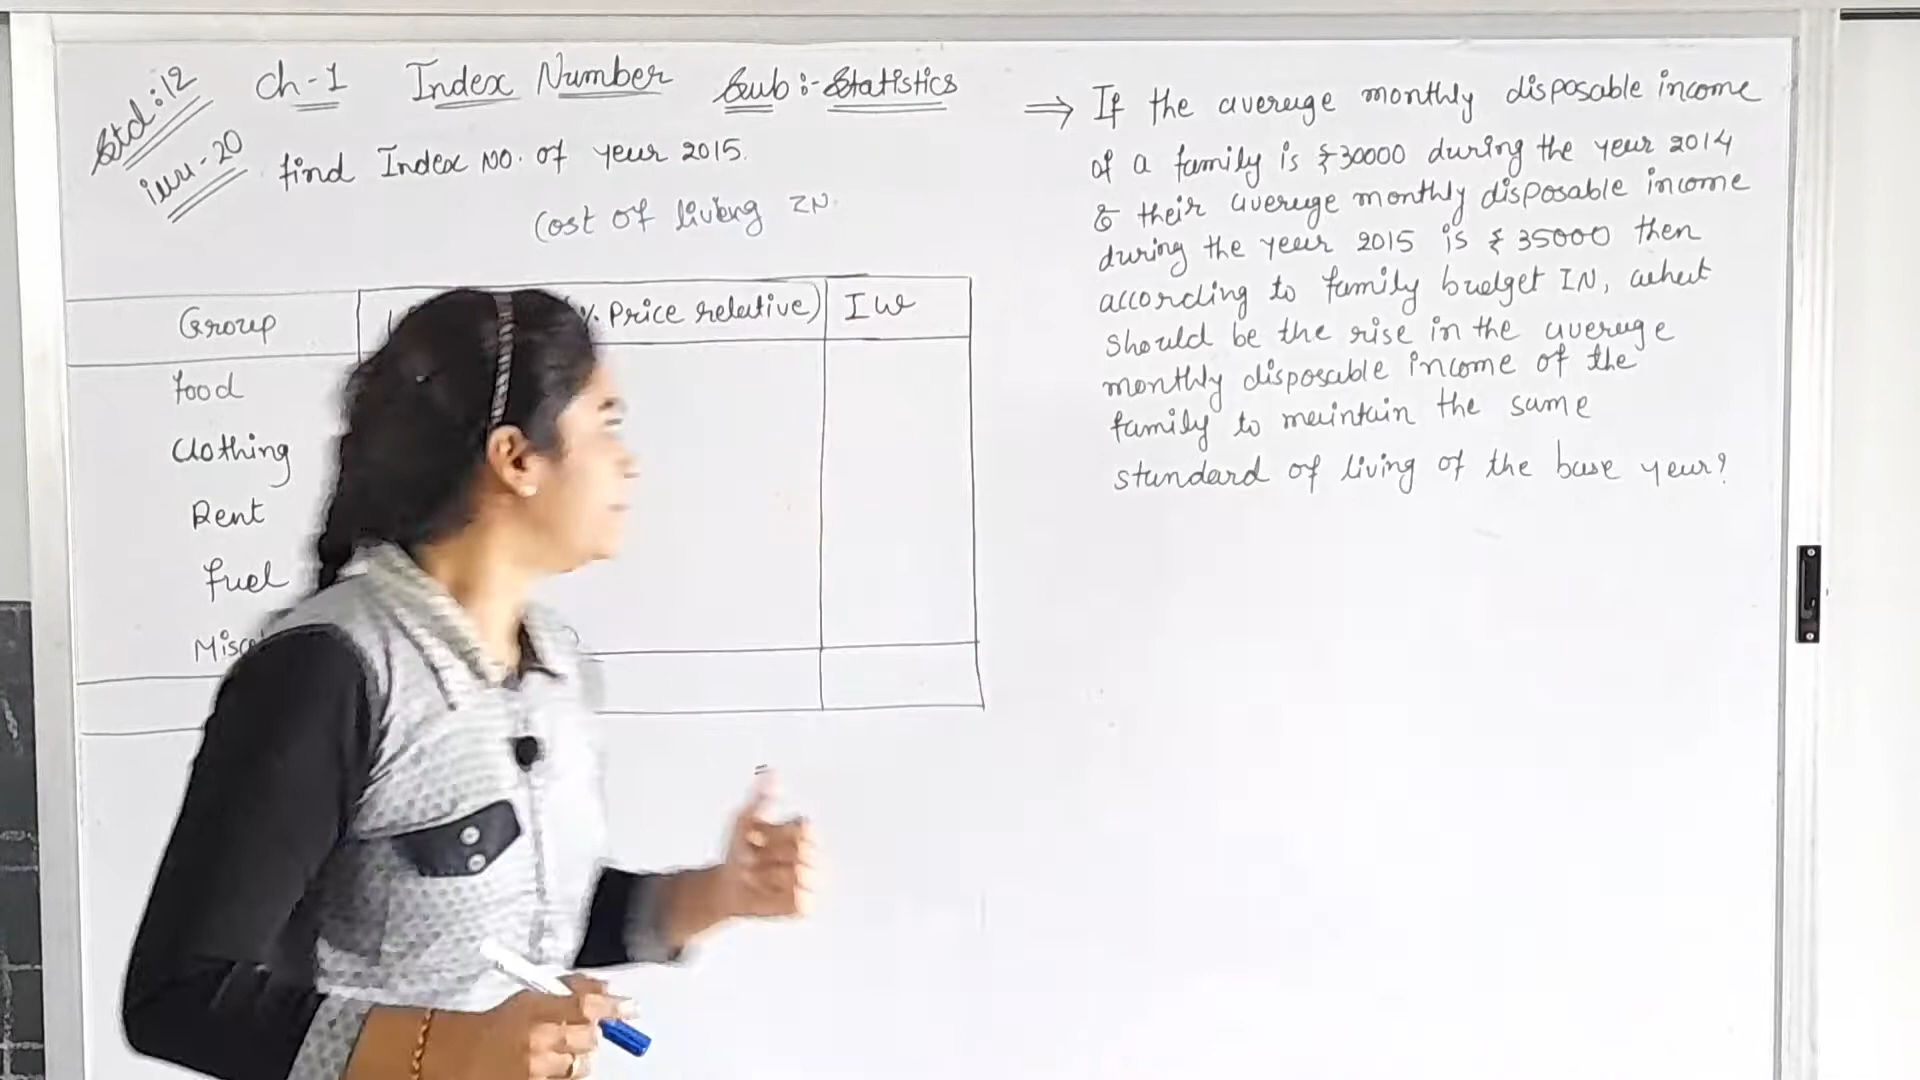 Std:12
Ch-1 Index Number Sub:- Statistics
find Index NO. of year 2015.
Cost of living IN.
Group
% Price relative) I W
food
Clothing
Rent
fuel
⇒ If the average monthly disposable income
of a family is ₹30000 during the year 2014
& their average monthly disposable income
during the year 2015 is ₹35000 then
according to family budget IN, what
should be the rise in the average
monthly disposable income of the
family to maintain the same
standard of living of the base year?